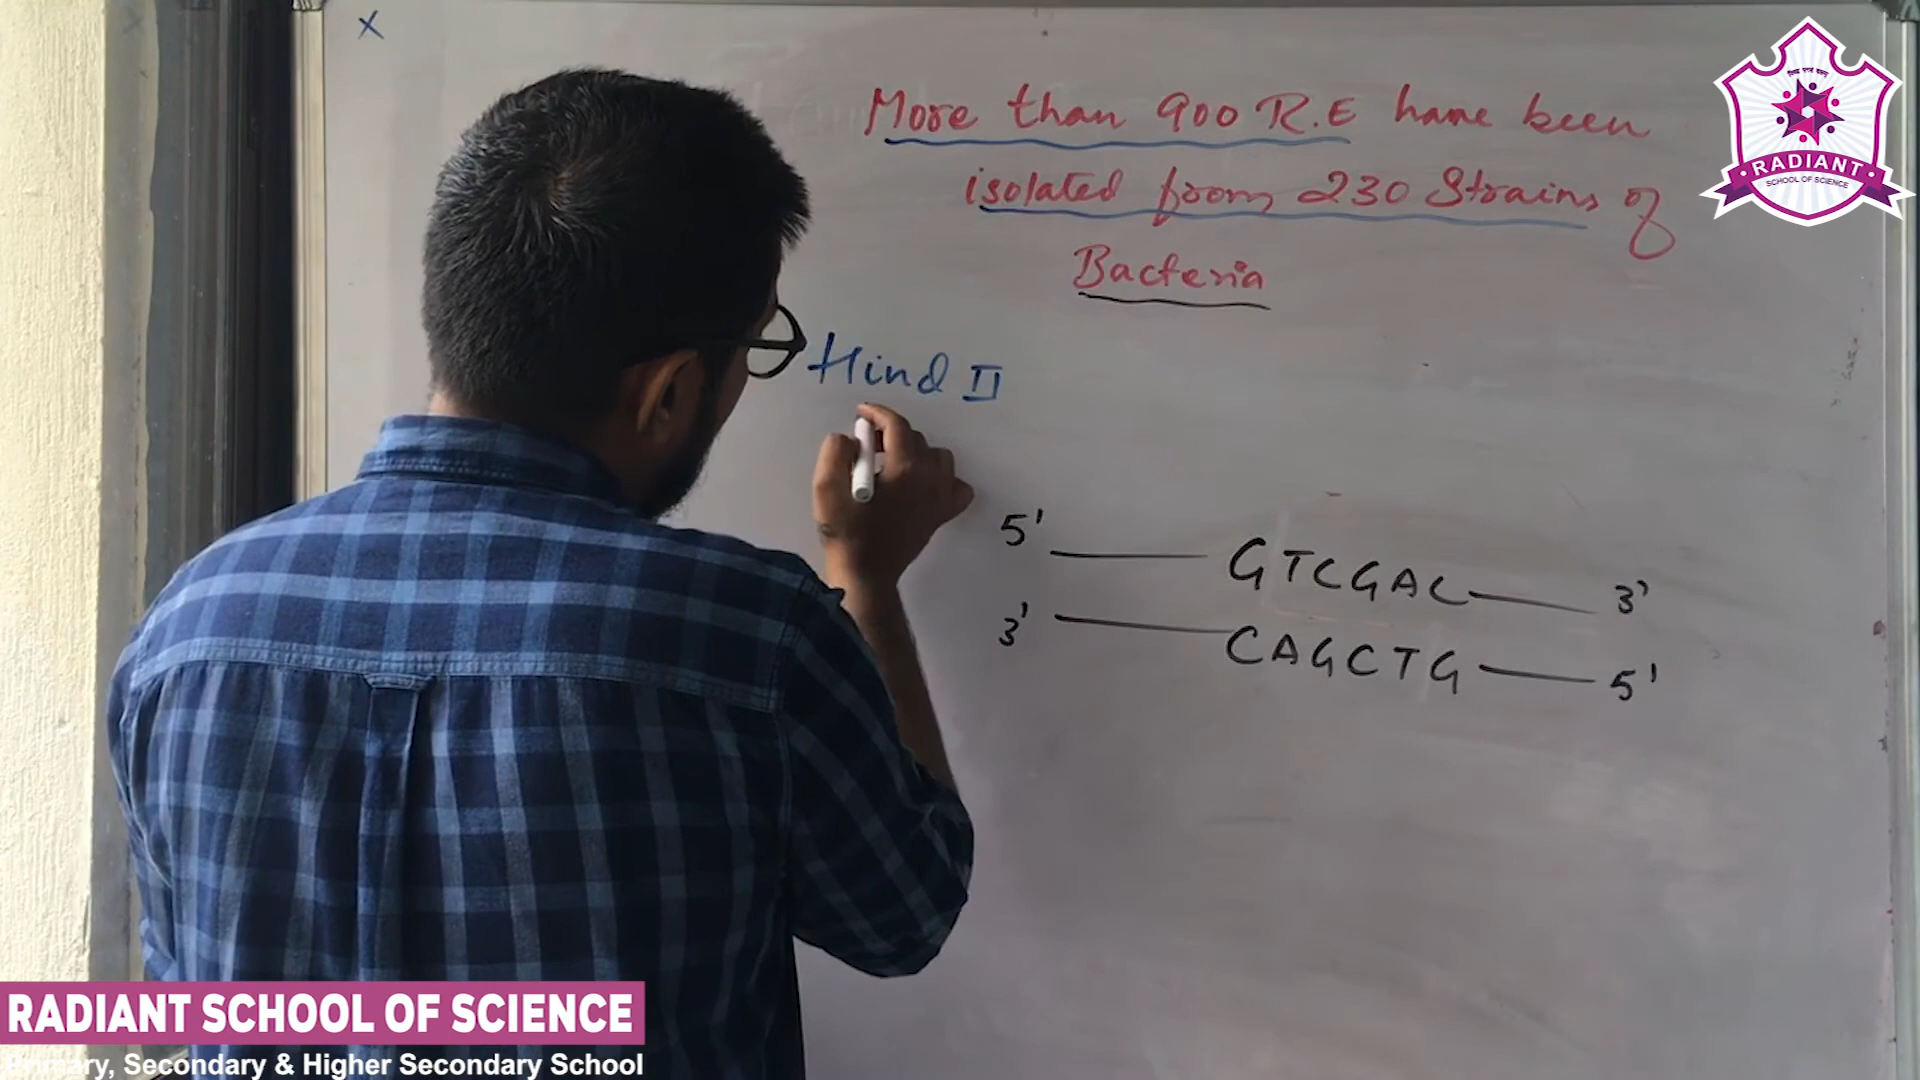 X
More than 900 R.E have been
isolated from 230 Strains of
Bacteria
Hind II
5' GTCGAC 3'
3' CAGCTG 5'
RADIANT
SCHOOL OF SCIENCE
RADIANT SCHOOL OF SCIENCE
Primary, Secondary & Higher Secondary School